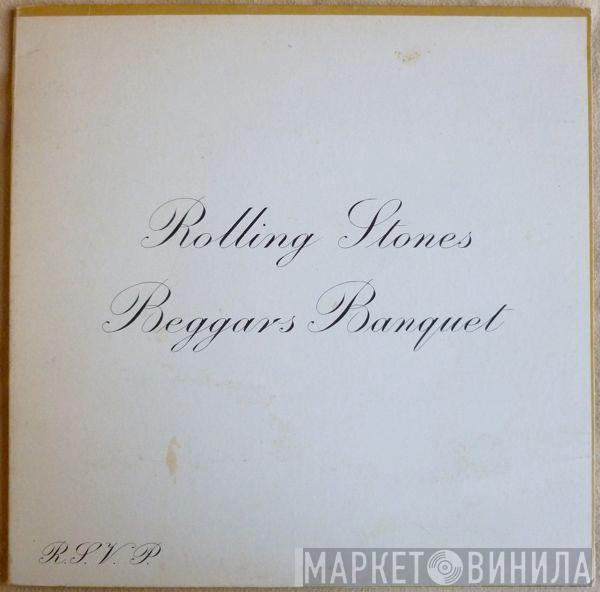 Rolling Stones
Beggars Banquet
R.S.V.P.
МАРКЕТ ВИНИЛА